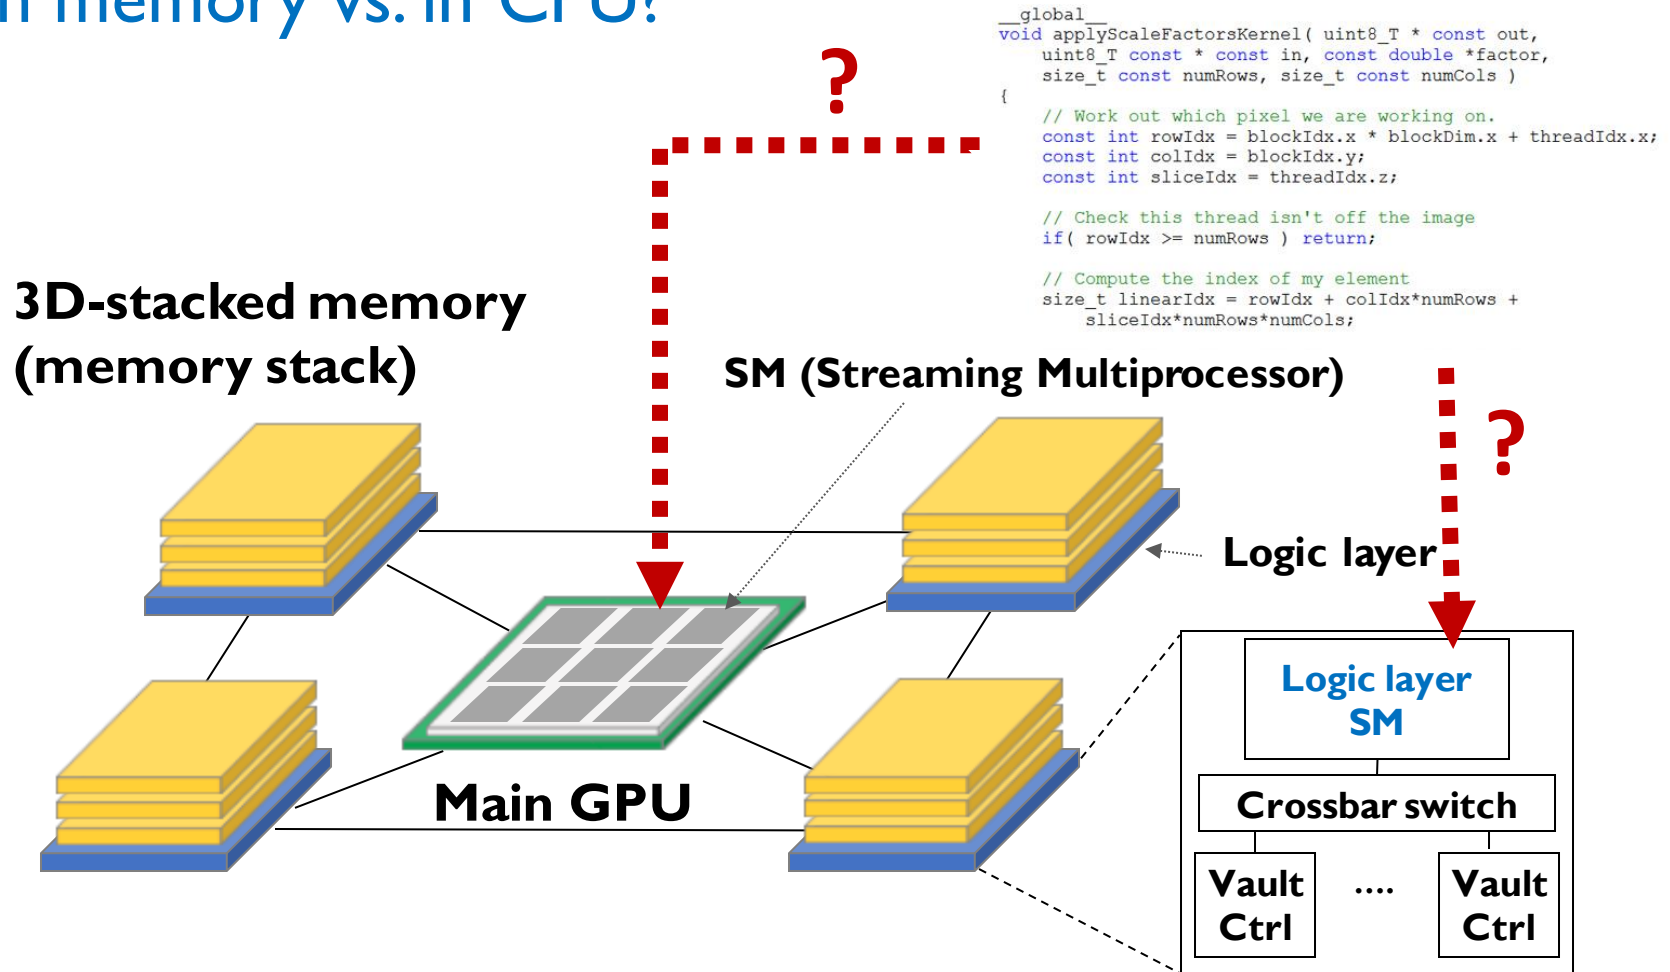 memory vs. in CPU?
__global__
void applyScaleFactorsKernel( uint8_T * const out,
uint8_T const * const in, const double *factor,
size_t const numRows, size_t const numCols )
{
// Work out which pixel we are working on.
const int rowIdx = blockIdx.x * blockDim.x + threadIdx.x;
const int colIdx = blockIdx.y;
const int sliceIdx = threadIdx.z;
// Check this thread isn't off the image
if( rowIdx >= numRows ) return;
// Compute the index of my element
size_t linearIdx = rowIdx + colIdx*numRows +
sliceIdx*numRows*numCols;
?
3D-stacked memory
(memory stack)
SM (Streaming Multiprocessor)
?
Logic layer
Main GPU
Logic layer
SM
Crossbar switch
Vault
Ctrl
....
Vault
Ctrl